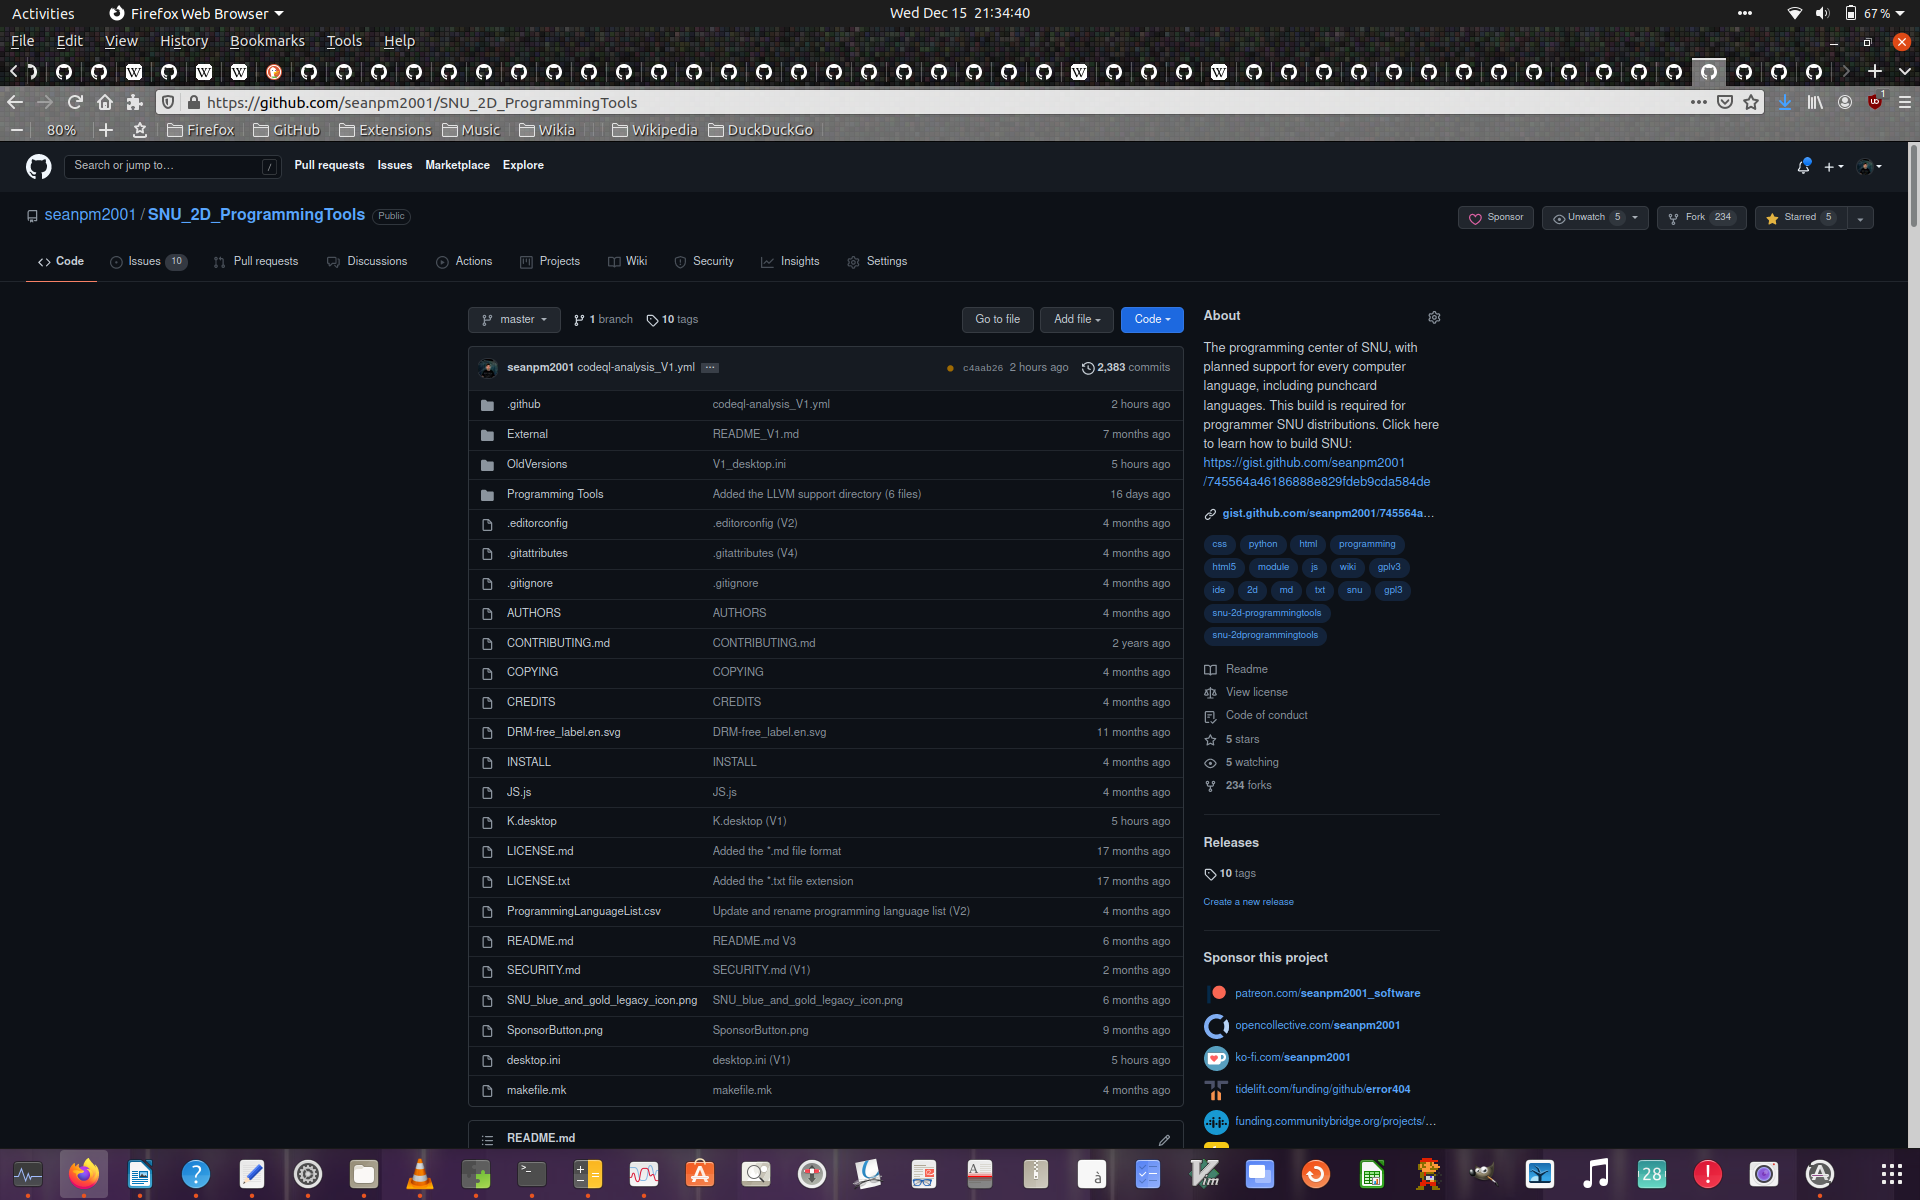 Activities
Firefox Web Browser
Wed Dec 15 21:34:40
67 %
File Edit View History Bookmarks Tools Help
https://github.com/seanpm2001/SNU_2D_ProgrammingTools
80%
Firefox GitHub Extensions Music Wikia Wikipedia DuckDuckGo
Search or jump to… /
Pull requests Issues Marketplace Explore
seanpm2001 / SNU_2D_ProgrammingTools Public
Sponsor Unwatch 5 Fork 234 Starred 5
Code Issues 10 Pull requests Discussions Actions Projects Wiki Security Insights Settings
master 1 branch 10 tags Go to file Add file Code
seanpm2001 codeql-analysis_V1.yml ··· c4aab26 2 hours ago 2,383 commits
.github codeql-analysis_V1.yml 2 hours ago
External README_V1.md 7 months ago
OldVersions V1_desktop.ini 5 hours ago
Programming Tools Added the LLVM support directory (6 files) 16 days ago
.editorconfig .editorconfig (V2) 4 months ago
.gitattributes .gitattributes (V4) 4 months ago
.gitignore .gitignore 4 months ago
AUTHORS AUTHORS 4 months ago
CONTRIBUTING.md CONTRIBUTING.md 2 years ago
COPYING COPYING 4 months ago
CREDITS CREDITS 4 months ago
DRM-free_label.en.svg DRM-free_label.en.svg 11 months ago
INSTALL INSTALL 4 months ago
JS.js JS.js 4 months ago
K.desktop K.desktop (V1) 5 hours ago
LICENSE.md Added the *.md file format 17 months ago
LICENSE.txt Added the *.txt file extension 17 months ago
ProgrammingLanguageList.csv Update and rename programming language list (V2) 4 months ago
README.md README.md V3 6 months ago
SECURITY.md SECURITY.md (V1) 2 months ago
SNU_blue_and_gold_legacy_icon.png SNU_blue_and_gold_legacy_icon.png 6 months ago
SponsorButton.png SponsorButton.png 9 months ago
desktop.ini desktop.ini (V1) 5 hours ago
makefile.mk makefile.mk 4 months ago
README.md
About
The programming center of SNU, with
planned support for every computer
language, including punchcard
languages. This build is required for
programmer SNU distributions. Click here
to learn how to build SNU:
https://gist.github.com/seanpm2001
/745564a46186888e829fdeb9cda584de
gist.github.com/seanpm2001/745564a…
css python html programming
html5 module js wiki gplv3
ide 2d md txt snu gpl3
snu-2d-programmingtools
snu-2dprogrammingtools
Readme
View license
Code of conduct
5 stars
5 watching
234 forks
Releases
10 tags
Create a new release
Sponsor this project
patreon.com/seanpm2001_software
opencollective.com/seanpm2001
ko-fi.com/seanpm2001
tidelift.com/funding/github/error404
funding.communitybridge.org/projects/…
28